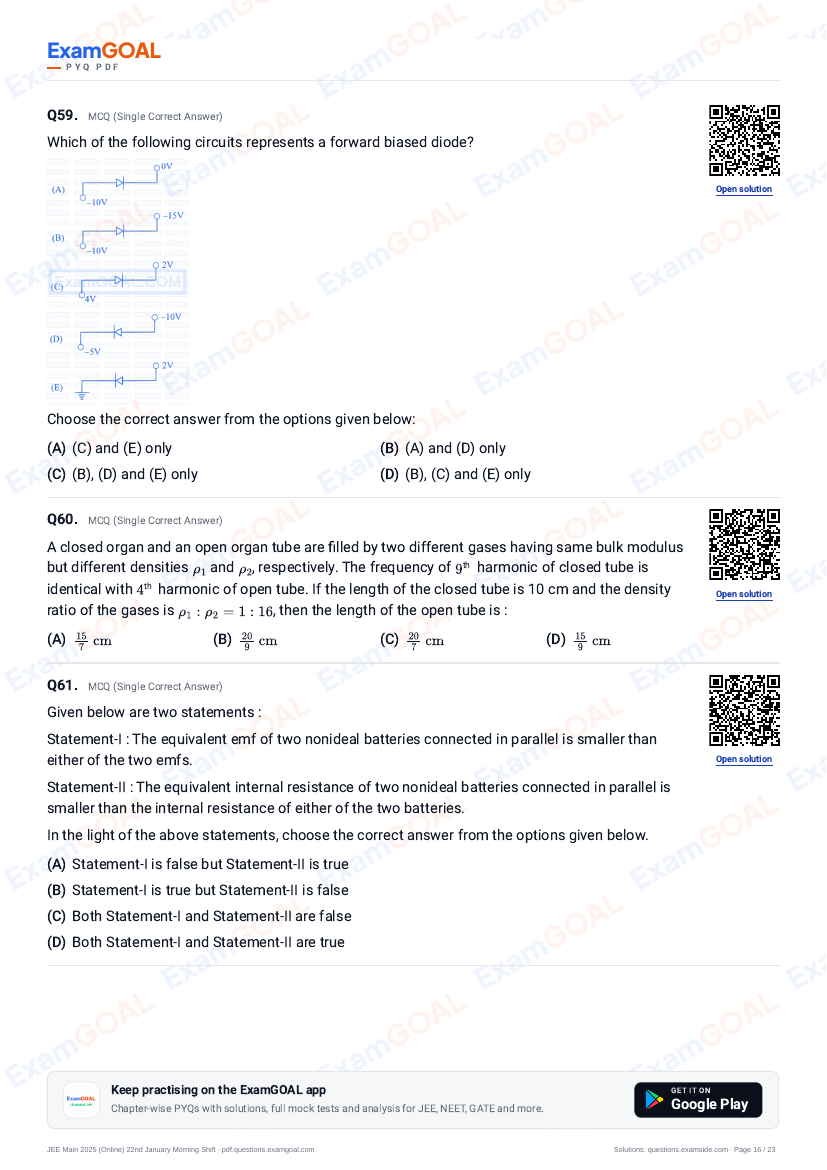 ExamGOAL
PYQ PDF
Q59. MCQ (Single Correct Answer)
Which of the following circuits represents a forward biased diode?
Open solution
(A) 0V
–10V
(B) –15V
–10V
(C) 2V
4V
ExamGOAL.COM
(D) –10V
–5V
(E) 2V
Choose the correct answer from the options given below:
(A) (C) and (E) only
(B) (A) and (D) only
(C) (B), (D) and (E) only
(D) (B), (C) and (E) only
Q60. MCQ (Single Correct Answer)
A closed organ and an open organ tube are filled by two different gases having same bulk modulus
but different densities ρ₁ and ρ₂, respectively. The frequency of 9ᵗʰ harmonic of closed tube is
identical with 4ᵗʰ harmonic of open tube. If the length of the closed tube is 10 cm and the density
ratio of the gases is ρ₁ : ρ₂ = 1 : 16, then the length of the open tube is :
Open solution
(A) 15/7 cm
(B) 20/9 cm
(C) 20/7 cm
(D) 15/9 cm
Q61. MCQ (Single Correct Answer)
Given below are two statements :
Statement-I : The equivalent emf of two nonideal batteries connected in parallel is smaller than
either of the two emfs.
Open solution
Statement-II : The equivalent internal resistance of two nonideal batteries connected in parallel is
smaller than the internal resistance of either of the two batteries.
In the light of the above statements, choose the correct answer from the options given below.
(A) Statement-I is false but Statement-II is true
(B) Statement-I is true but Statement-II is false
(C) Both Statement-I and Statement-II are false
(D) Both Statement-I and Statement-II are true
ExamGOAL
Keep practising on the ExamGOAL app
Chapter-wise PYQs with solutions, full mock tests and analysis for JEE, NEET, GATE and more.
GET IT ON
Google Play
JEE Main 2025 (Online) 22nd January Morning Shift · pdf.questions.examgoal.com
Solutions: questions.examside.com · Page 16 / 23